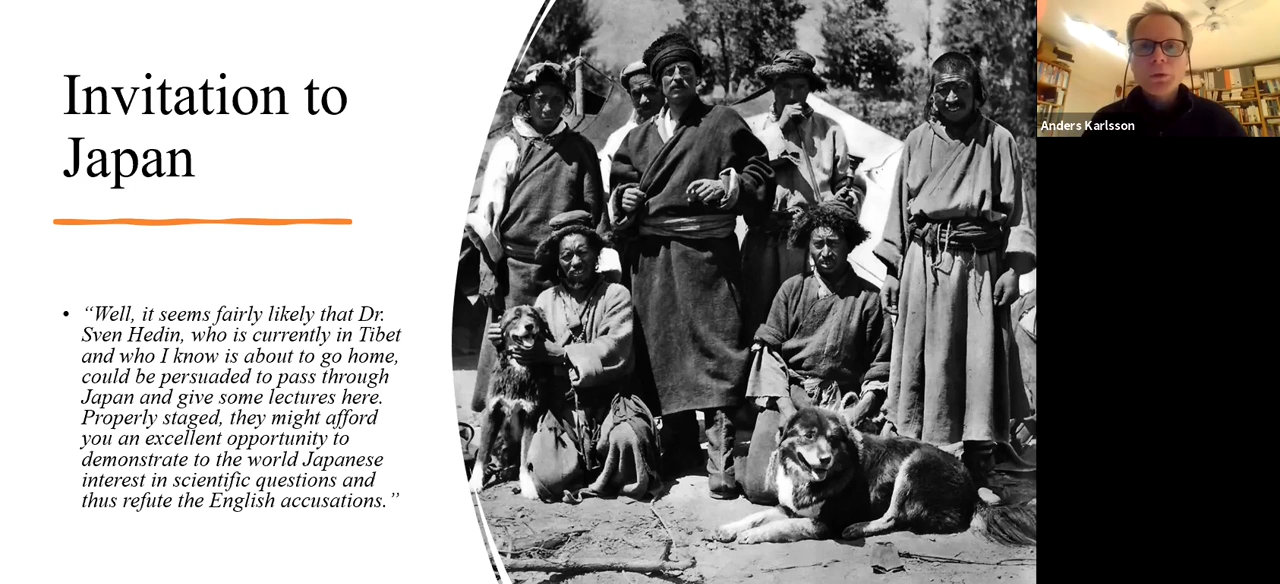 Invitation to
Japan
• “Well, it seems fairly likely that Dr.
Sven Hedin, who is currently in Tibet
and who I know is about to go home,
could be persuaded to pass through
Japan and give some lectures here.
Properly staged, they might afford
you an excellent opportunity to
demonstrate to the world Japanese
interest in scientific questions and
thus refute the English accusations.”
Anders Karlsson